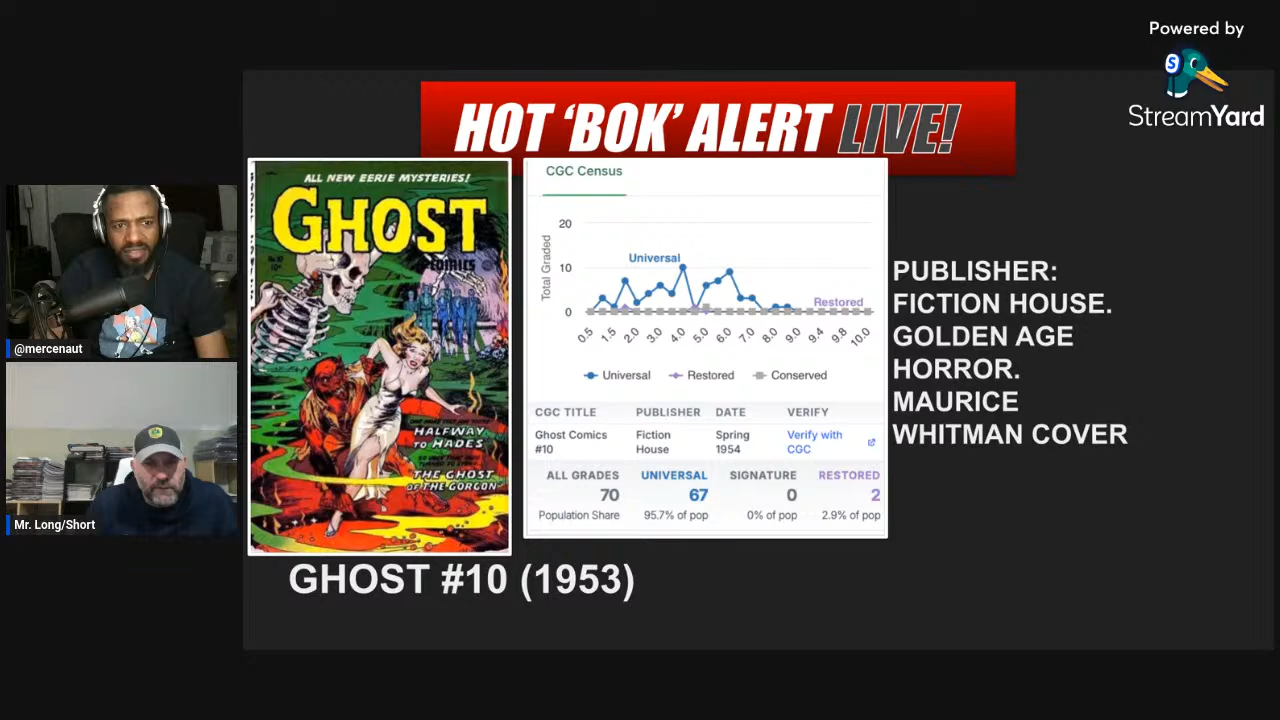 Powered by
StreamYard
HOT ‘BOK’ ALERT LIVE!
ALL NEW EERIE MYSTERIES!
GHOST
COMICS
No.10
10¢
HALFWAY
TO HADES
THE GHOST
OF THE GORGON
CGC Census
20
10
0
Total Graded
Universal
Restored
0.5 1.5 2.0 3.0 4.0 5.0 6.0 7.0 8.0 9.0 9.4 9.8 10.0
Universal Restored Conserved
CGC TITLE PUBLISHER DATE VERIFY
Ghost Comics #10 Fiction House Spring 1954 Verify with CGC
ALL GRADES UNIVERSAL SIGNATURE RESTORED
70 67 0 2
Population Share 95.7% of pop 0% of pop 2.9% of pop
PUBLISHER:
FICTION HOUSE.
GOLDEN AGE
HORROR.
MAURICE
WHITMAN COVER
@mercenaut
Mr. Long/Short
GHOST #10 (1953)